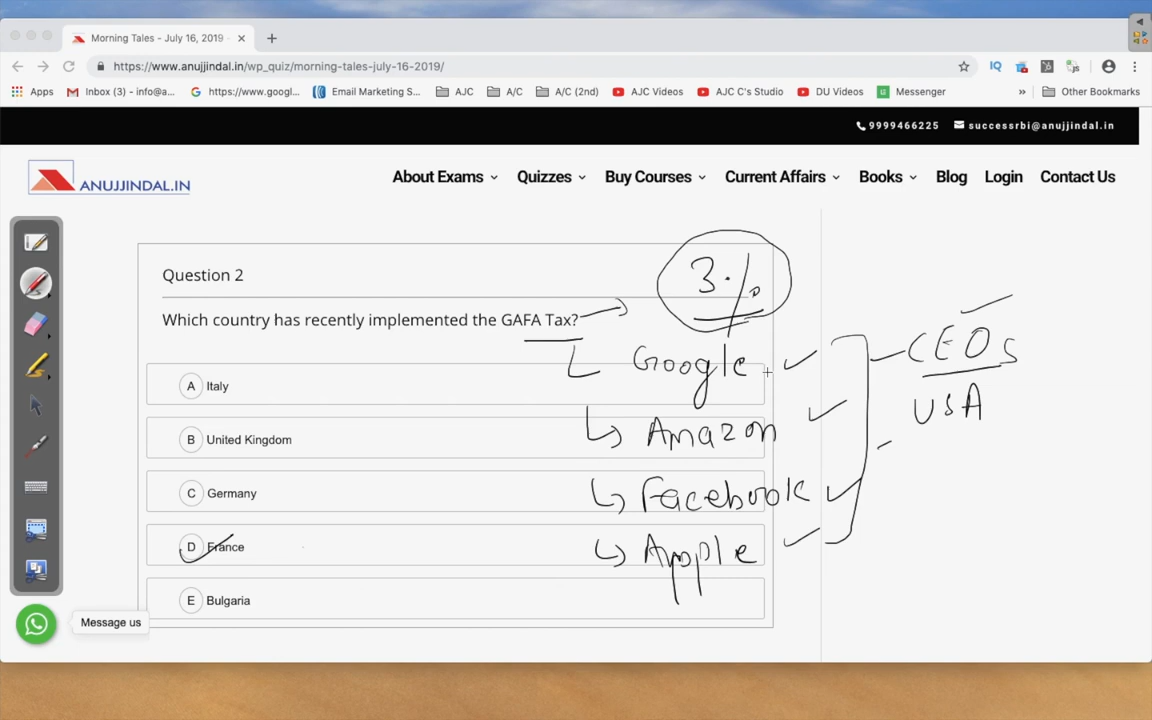 Morning Tales - July 16, 2019
https://www.anujjindal.in/wp_quiz/morning-tales-july-16-2019/
Apps Inbox (3) - info@a... https://www.googl... Email Marketing S... AJC A/C A/C (2nd) AJC Videos AJC C's Studio DU Videos Messenger » Other Bookmarks
9999466225 successrbi@anujjindal.in
ANUJJINDAL.IN About Exams Quizzes Buy Courses Current Affairs Books Blog Login Contact Us
Question 2
3%
Which country has recently implemented the GAFA Tax?
Google
CEOs
A Italy
USA
Amazon
B United Kingdom
C Germany
Facebook
D France
Apple
E Bulgaria
Message us